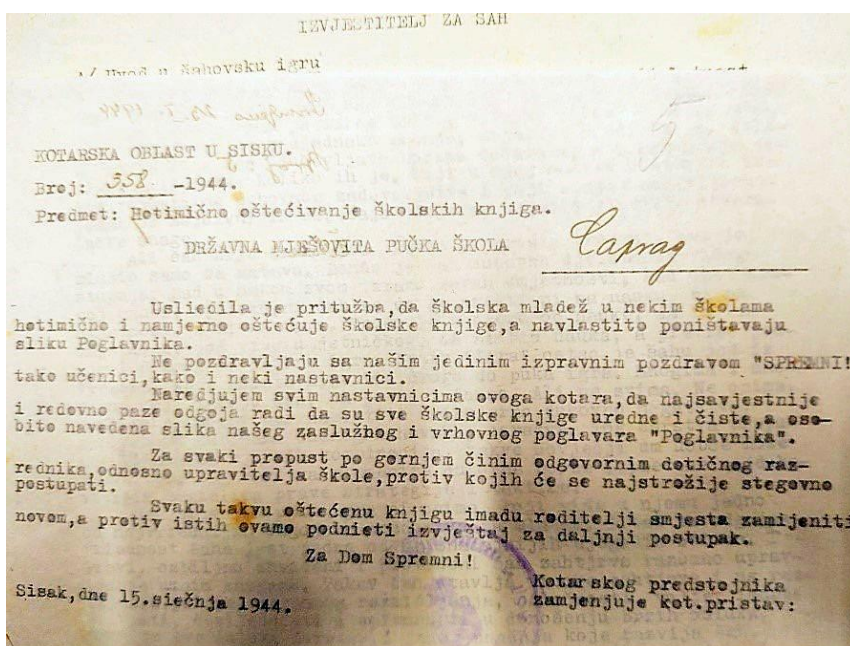 IZVJESTITELJ ZA ŠAH
Uvod u šahovsku igru
5
KOTARSKA OBLAST U SISKU.
Broj: 358 -1944.
Predmet: Hotimično oštećivanje školskih knjiga.
DRŽAVNA MJEŠOVITA PUČKA ŠKOLA Caprag
Usliedila je pritužba,da školska mladež u nekim školama
hotimično i namjerno oštećuje školske knjige,a navlastito poništavaju
sliku Poglavnika.
Ne pozdravljaju sa našim jedinim izpravnim pozdravom "SPREMNI!
tako učenici,kako i neki nastavnici.
Naredjujem svim nastavnicima ovoga kotara,da najsavjestnije
i redovno paze odgoja radi da su sve školske knjige uredne i čiste,a oso-
bito navedena slika našeg zaslužnog i vrhovnog poglavara "Poglavnika".
Za svaki propust po gornjem činim odgovornim dotičnog raz-
rednika,odnosno upravitelja škole,protiv kojih će se najstrožije stegovno
postupati.
Svaku takvu oštećenu knjigu imadu roditelji smjesta zamijeniti
novom,a protiv istih ovamo podnieti izvještaj za daljnji postupak.
Za Dom Spremni!
Kotarskog predstojnika
Sisak,dne 15.siečnja 1944. zamjenjuje kot.pristav: